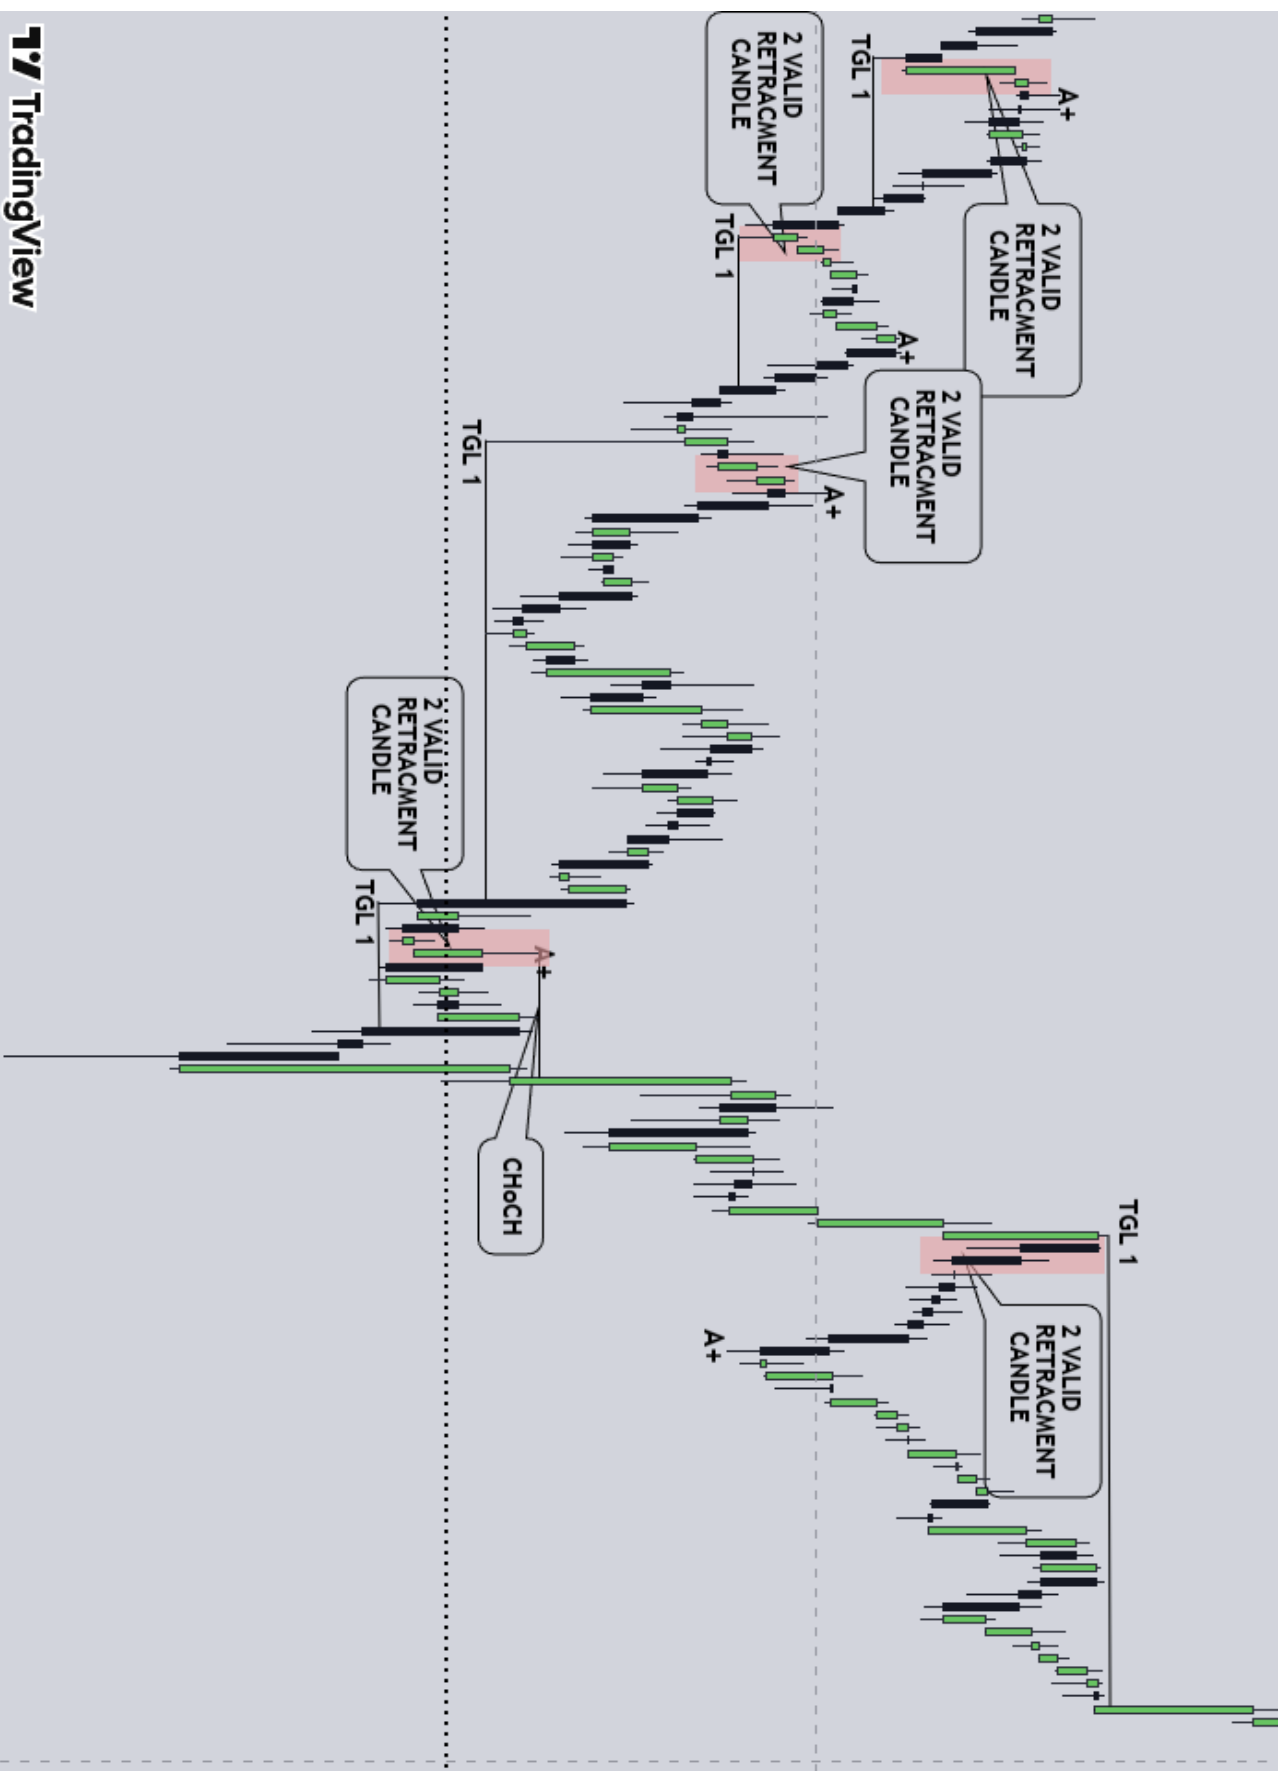 TGL 1
A+
2 VALID
RETRACMENT
CANDLE
2 VALID
RETRACMENT
CANDLE
TGL 1
A+
2 VALID
RETRACMENT
CANDLE
TGL 1
A+
2 VALID
RETRACMENT
CANDLE
TGL 1
A+
CHoCH
TGL 1
2 VALID
RETRACMENT
CANDLE
A+
TradingView